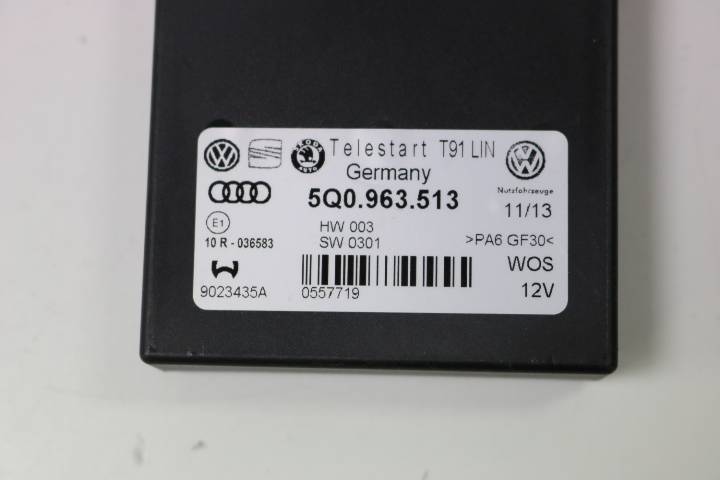 Telestart T91 LIN
Germany
5Q0.963.513
Nutzfahrzeuge
11/13
E1
10 R - 036583
HW 003
SW 0301
>PA6 GF30<
WOS
12V
9023435A
0557719